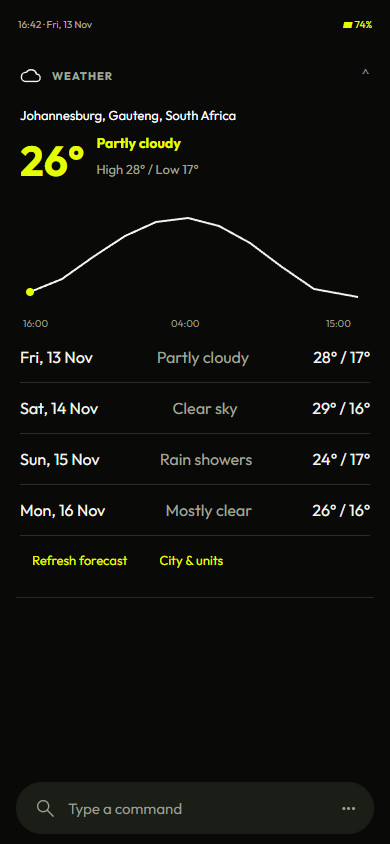 16:42 · Fri, 13 Nov 74%
WEATHER
Johannesburg, Gauteng, South Africa
26° Partly cloudy
High 28° / Low 17°
16:00 04:00 15:00
Fri, 13 Nov Partly cloudy 28° / 17°
Sat, 14 Nov Clear sky 29° / 16°
Sun, 15 Nov Rain showers 24° / 17°
Mon, 16 Nov Mostly clear 26° / 16°
Refresh forecast City & units
Type a command